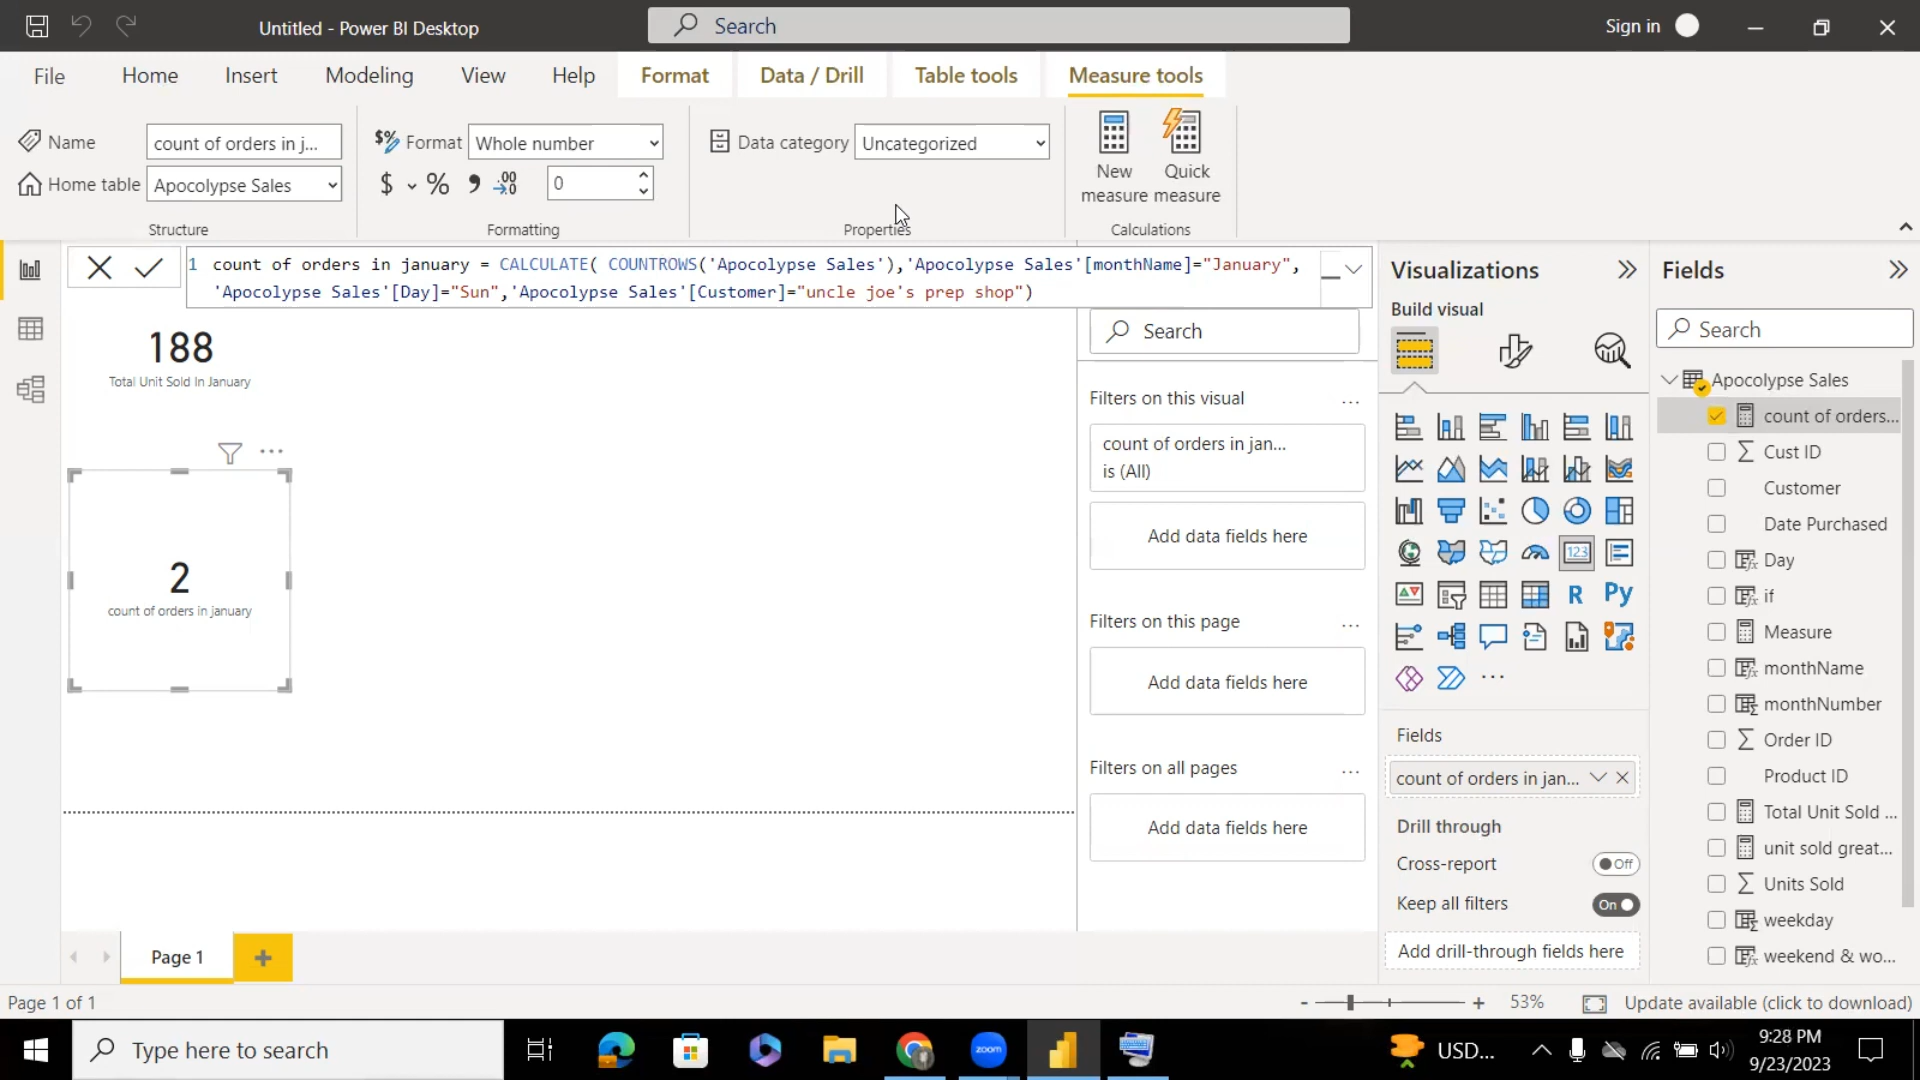 Untitled - Power BI Desktop
Search
Sign in
File
Home
Insert
Modeling
View
Help
Format
Data / Drill
Table tools
Measure tools
Name
count of orders in j...
Home table
Apocolypse Sales
Structure
Format
Whole number
$
%
.00
0
Formatting
Data category
Uncategorized
Properties
New measure
Quick measure
Calculations
1 count of orders in january = CALCULATE( COUNTROWS('Apocolypse Sales'),'Apocolypse Sales'[monthName]="January",
'Apocolypse Sales'[Day]="Sun",'Apocolypse Sales'[Customer]="uncle joe's prep shop")
188
Total Unit Sold In January
2
count of orders in january
Search
Filters on this visual
...
count of orders in jan...
is (All)
Add data fields here
Filters on this page
...
Add data fields here
Filters on all pages
...
Add data fields here
Visualizations
Build visual
123
R
Py
...
Fields
count of orders in jan...
Drill through
Cross-report
Off
Keep all filters
On
Add drill-through fields here
Fields
Search
Apocolypse Sales
count of orders...
Cust ID
Customer
Date Purchased
Day
if
Measure
monthName
monthNumber
Order ID
Product ID
Total Unit Sold ...
unit sold great...
Units Sold
weekday
weekend & wo...
Page 1
Page 1 of 1
53%
Update available (click to download)
Type here to search
zoom
USD...
9:28 PM
9/23/2023